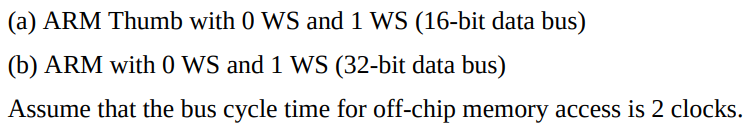 (a) ARM Thumb with 0 WS and 1 WS (16-bit data bus)
(b) ARM with 0 WS and 1 WS (32-bit data bus)
Assume that the bus cycle time for off-chip memory access is 2 clocks.